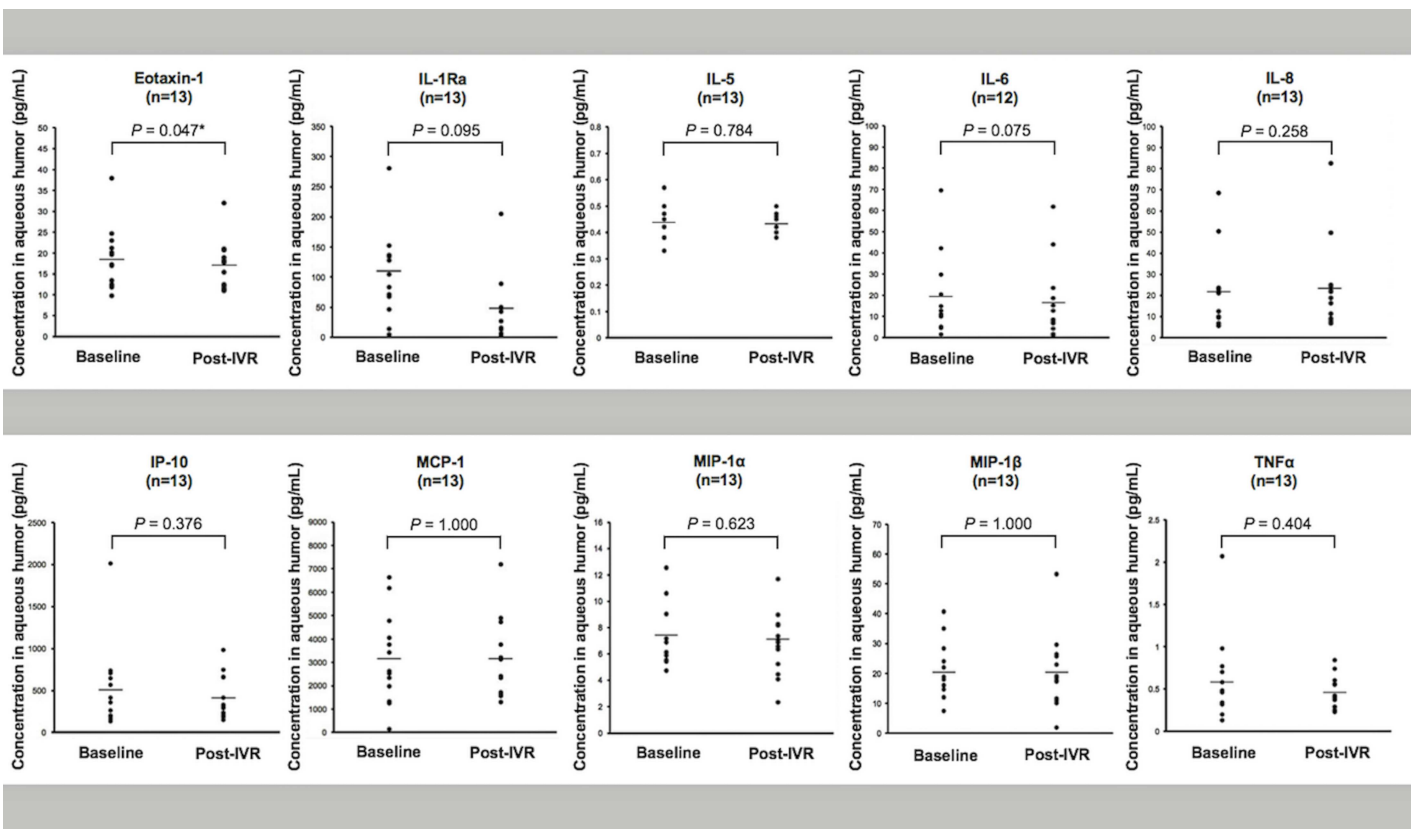 Eotaxin-1
(n=13)
Concentration in aqueous humor (pg/mL)
P = 0.047*
50
45
40
35
30
25
20
15
10
5
0
Baseline
Post-IVR
IL-1Ra
(n=13)
Concentration in aqueous humor (pg/mL)
P = 0.095
350
300
250
200
150
100
50
0
Baseline
Post-IVR
IL-5
(n=13)
Concentration in aqueous humor (pg/mL)
P = 0.784
0.8
0.7
0.6
0.5
0.4
0.3
0.2
0.1
0
Baseline
Post-IVR
IL-6
(n=12)
Concentration in aqueous humor (pg/mL)
P = 0.075
100
90
80
70
60
50
40
30
20
10
0
Baseline
Post-IVR
IL-8
(n=13)
Concentration in aqueous humor (pg/mL)
P = 0.258
100
90
80
70
60
50
40
30
20
10
0
Baseline
Post-IVR
IP-10
(n=13)
Concentration in aqueous humor (pg/mL)
P = 0.376
2500
2000
1500
1000
500
0
Baseline
Post-IVR
MCP-1
(n=13)
Concentration in aqueous humor (pg/mL)
P = 1.000
9000
8000
7000
6000
5000
4000
3000
2000
1000
0
Baseline
Post-IVR
MIP-1α
(n=13)
Concentration in aqueous humor (pg/mL)
P = 0.623
16
14
12
10
8
6
4
2
0
Baseline
Post-IVR
MIP-1β
(n=13)
Concentration in aqueous humor (pg/mL)
P = 1.000
70
60
50
40
30
20
10
0
Baseline
Post-IVR
TNFα
(n=13)
Concentration in aqueous humor (pg/mL)
P = 0.404
2.5
2
1.5
1
0.5
0
Baseline
Post-IVR